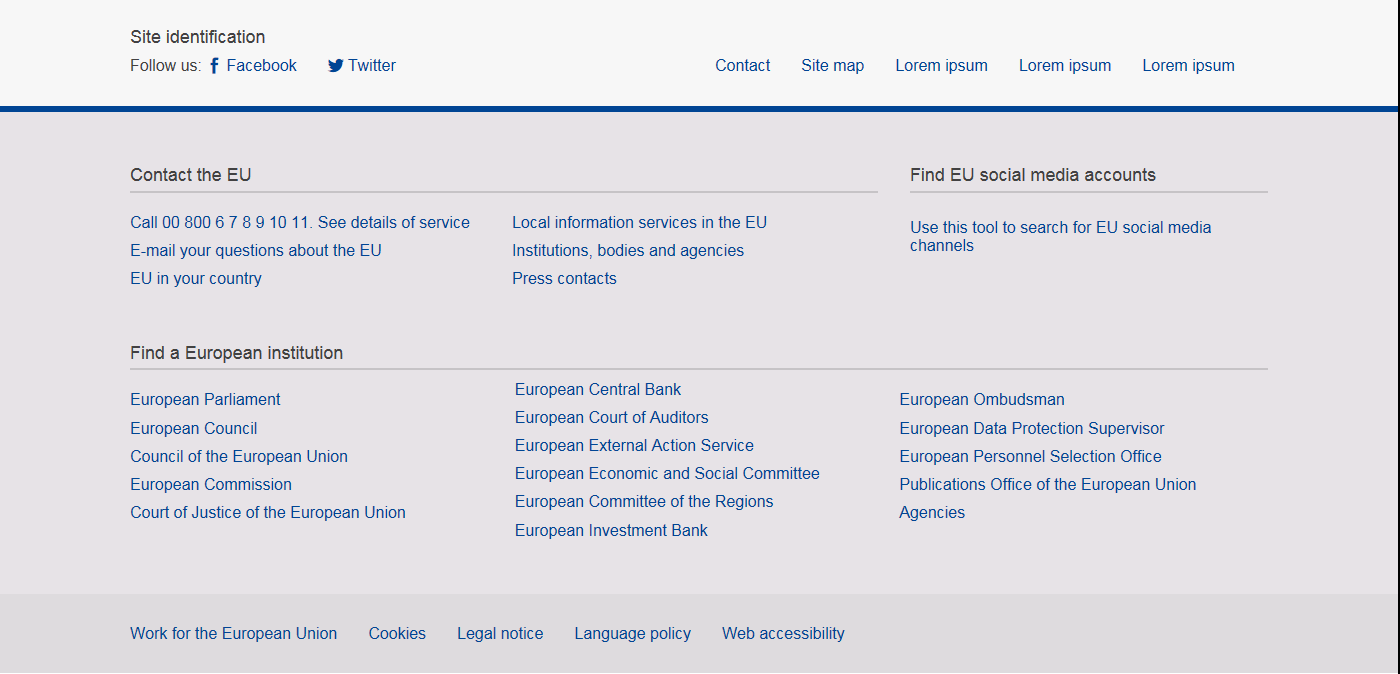 Site identification
Follow us: Facebook Twitter
Contact Site map Lorem ipsum Lorem ipsum Lorem ipsum
Contact the EU
Call 00 800 6 7 8 9 10 11. See details of service
E-mail your questions about the EU
EU in your country
Local information services in the EU
Institutions, bodies and agencies
Press contacts
Find EU social media accounts
Use this tool to search for EU social media
channels
Find a European institution
European Parliament
European Council
Council of the European Union
European Commission
Court of Justice of the European Union
European Central Bank
European Court of Auditors
European External Action Service
European Economic and Social Committee
European Committee of the Regions
European Investment Bank
European Ombudsman
European Data Protection Supervisor
European Personnel Selection Office
Publications Office of the European Union
Agencies
Work for the European Union Cookies Legal notice Language policy Web accessibility